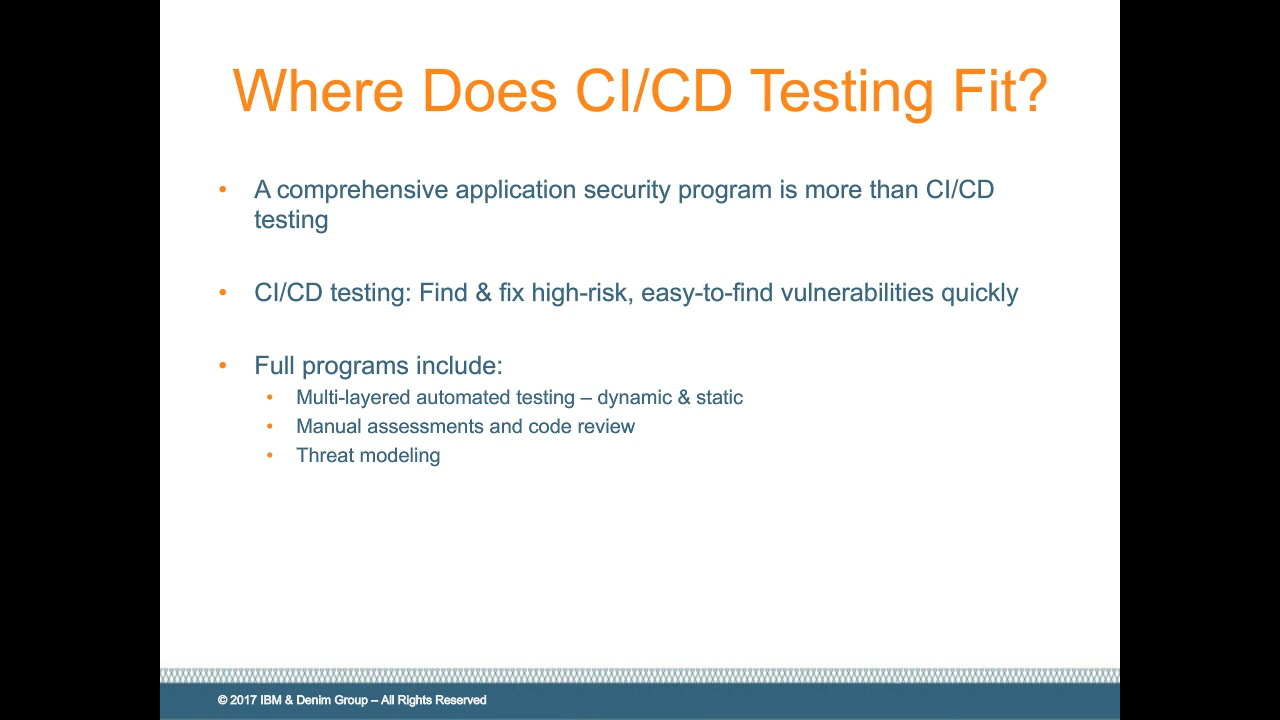 Where Does CI/CD Testing Fit?
• A comprehensive application security program is more than CI/CD
testing
• CI/CD testing: Find & fix high-risk, easy-to-find vulnerabilities quickly
• Full programs include:
• Multi-layered automated testing – dynamic & static
• Manual assessments and code review
• Threat modeling
© 2017 IBM & Denim Group – All Rights Reserved